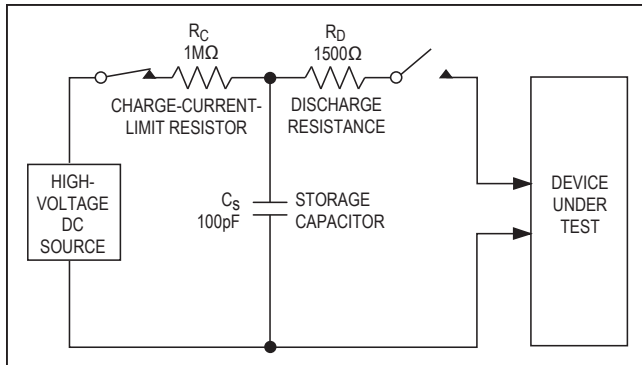 R_C
1MΩ
CHARGE-CURRENT-
LIMIT RESISTOR
R_D
1500Ω
DISCHARGE
RESISTANCE
HIGH-
VOLTAGE
DC
SOURCE
C_S
100pF
STORAGE
CAPACITOR
DEVICE
UNDER
TEST